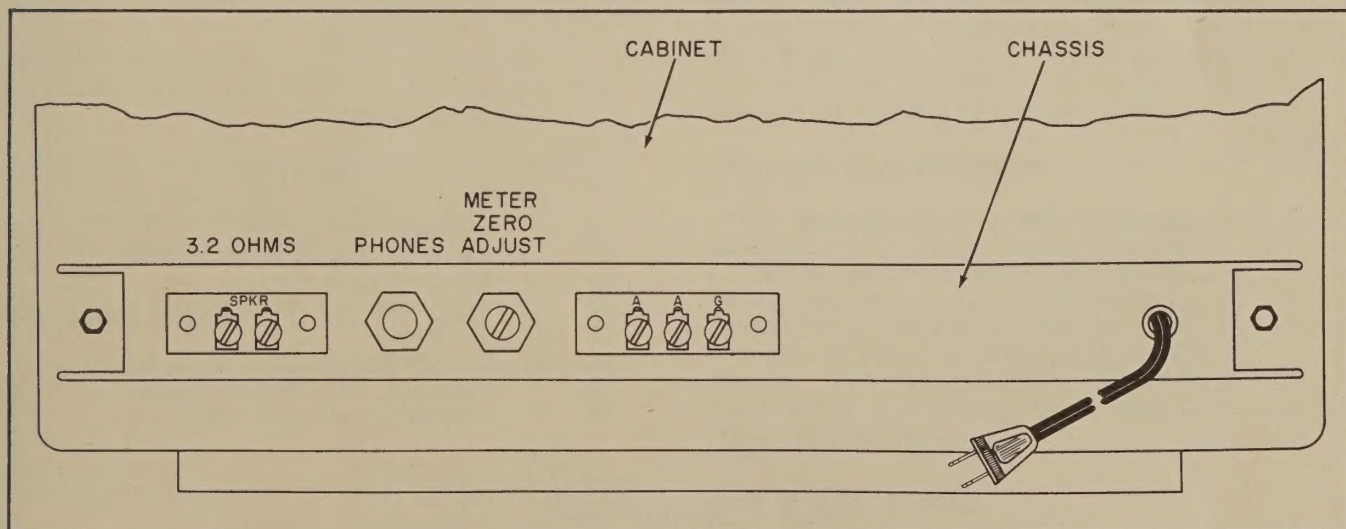 CABINET
CHASSIS
METER
ZERO
3.2 OHMS PHONES ADJUST
SPKR
A A G